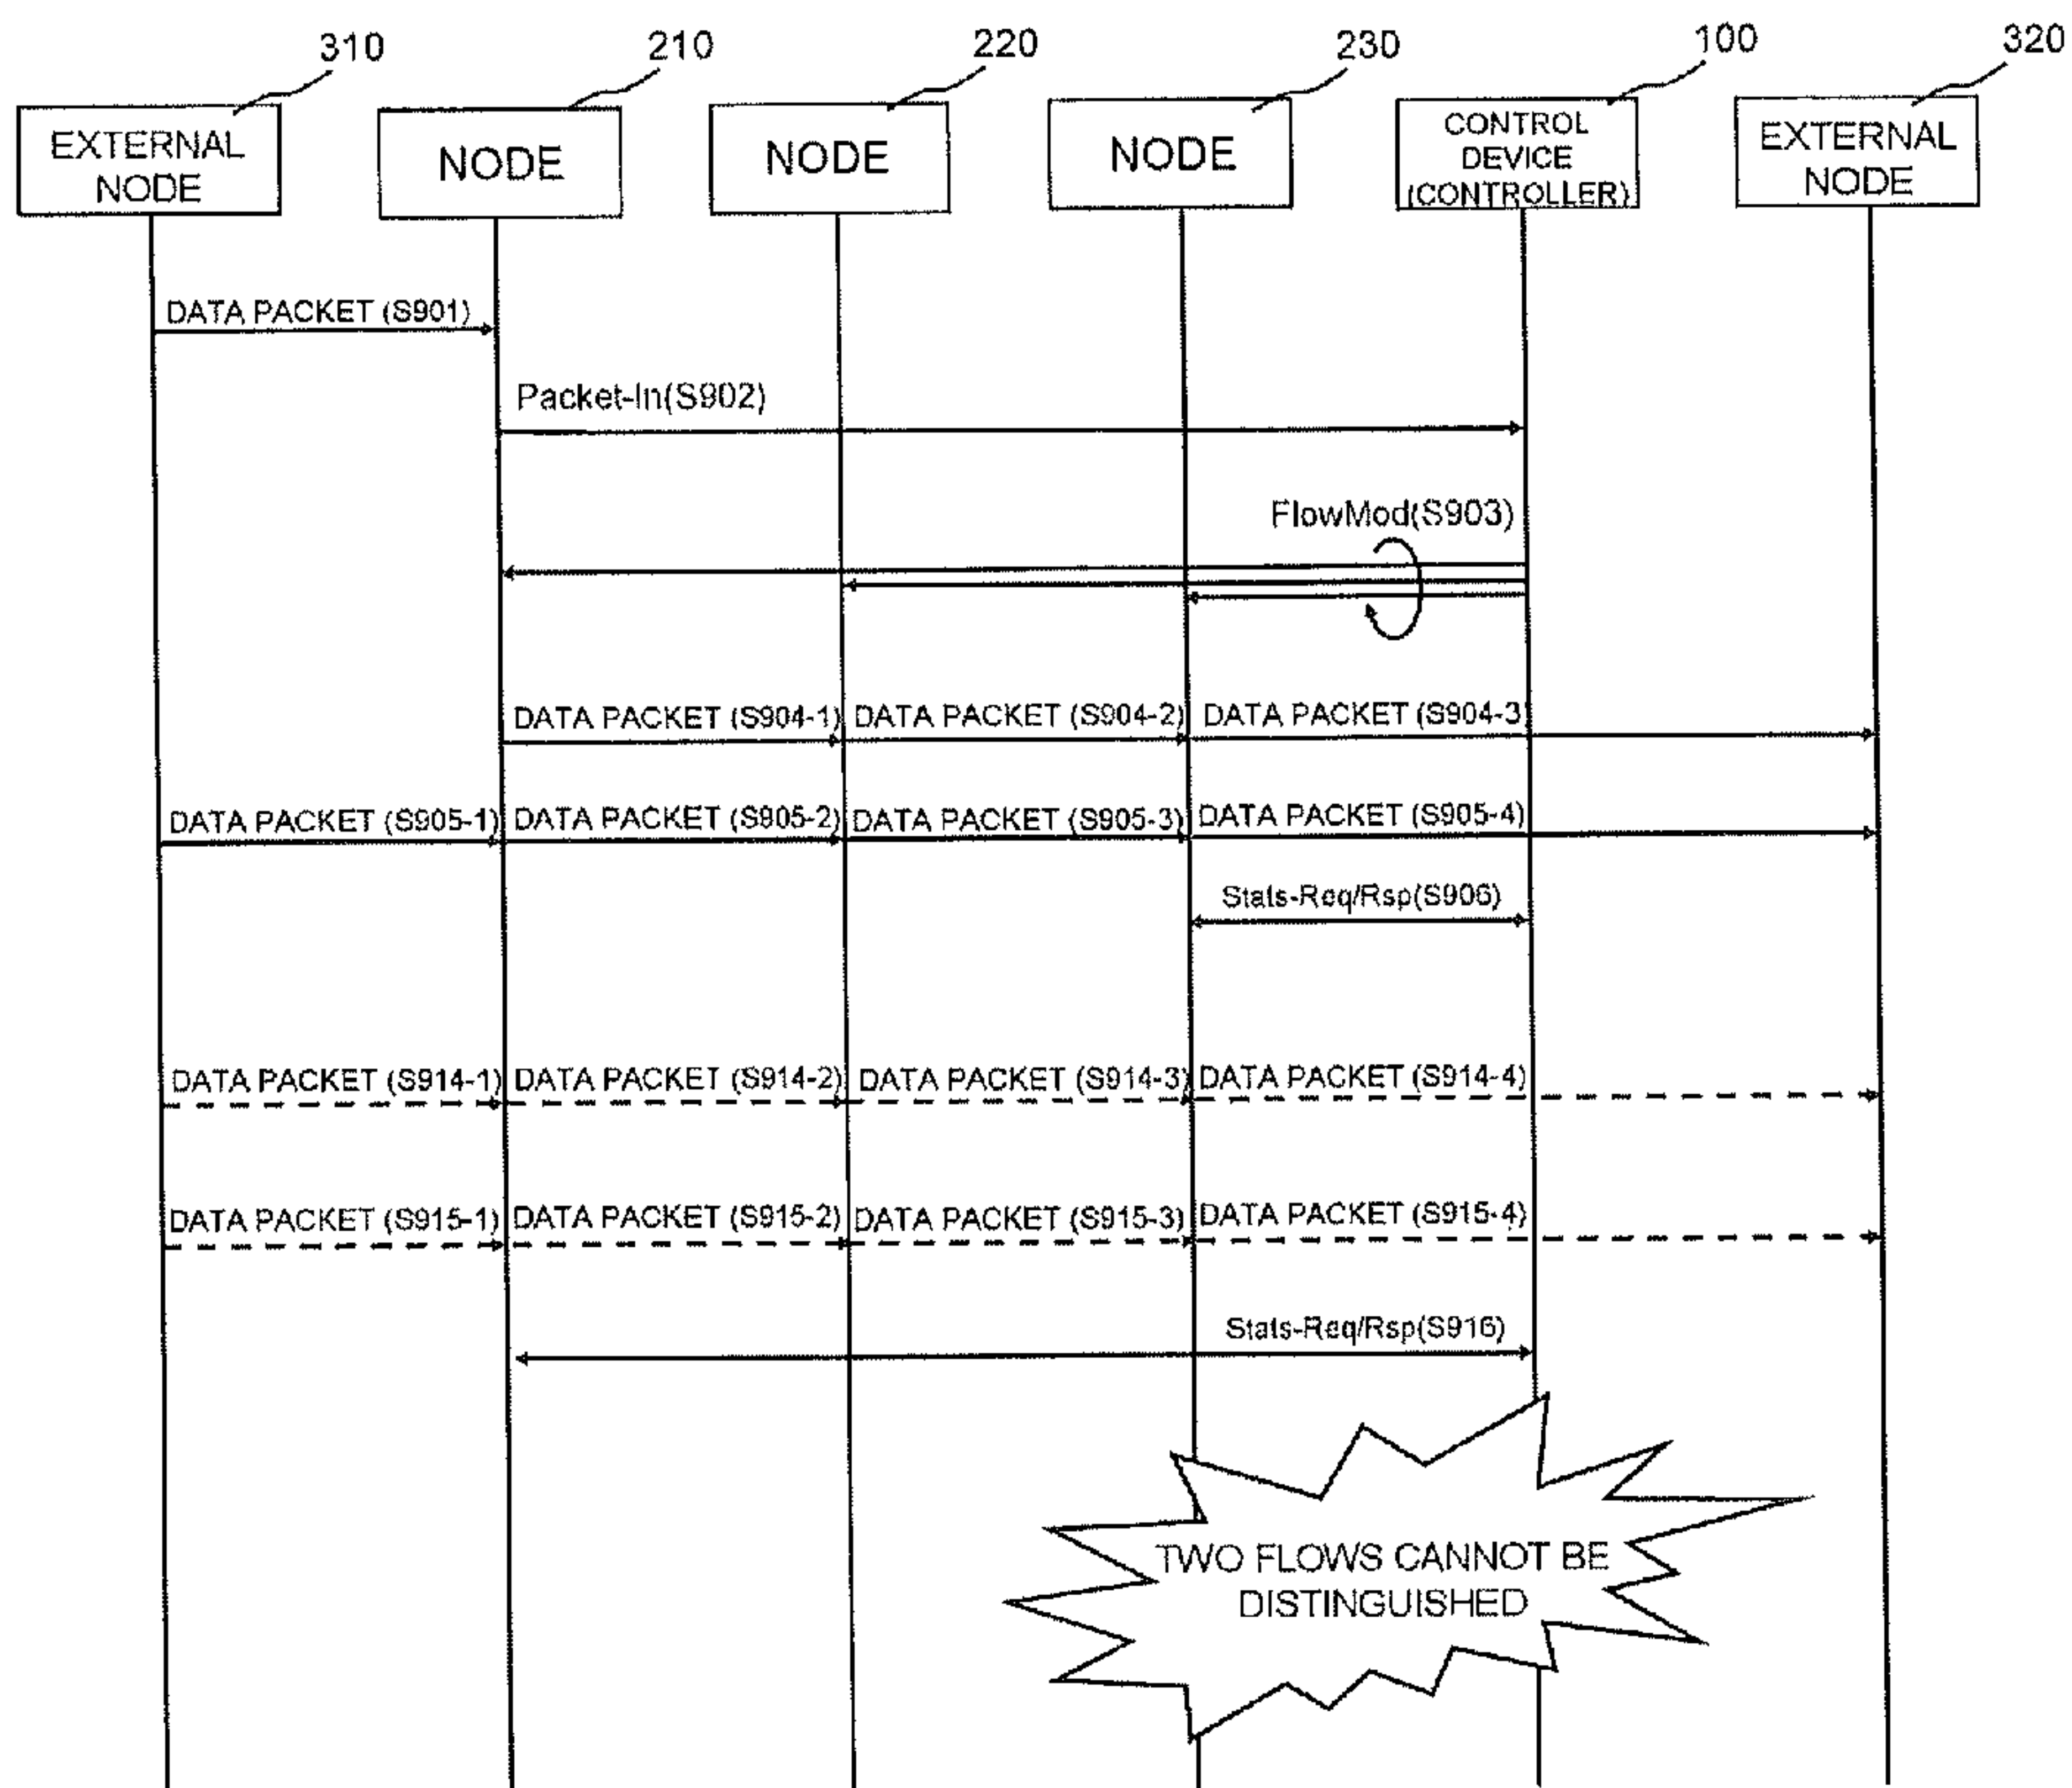 310
210
220
230
100
320
EXTERNAL
NODE
NODE
NODE
NODE
CONTROL
DEVICE
(CONTROLLER)
EXTERNAL
NODE
DATA PACKET (S901)
Packet-In(S902)
FlowMod(S903)
DATA PACKET (S904-1)
DATA PACKET (S904-2)
DATA PACKET (S904-3
DATA PACKET (S905-1)
DATA PACKET (S905-2)
DATA PACKET (S905-3)
DATA PACKET (S905-4)
Stats-Req/Rsp(S906)
DATA PACKET (S914-1)
DATA PACKET (S914-2)
DATA PACKET (S914-3)
DATA PACKET (S914-4)
DATA PACKET (S915-1)
DATA PACKET (S915-2)
DATA PACKET (S915-3)
DATA PACKET (S915-4)
Stats-Req/Rsp(S916)
TWO FLOWS CANNOT BE
DISTINGUISHED